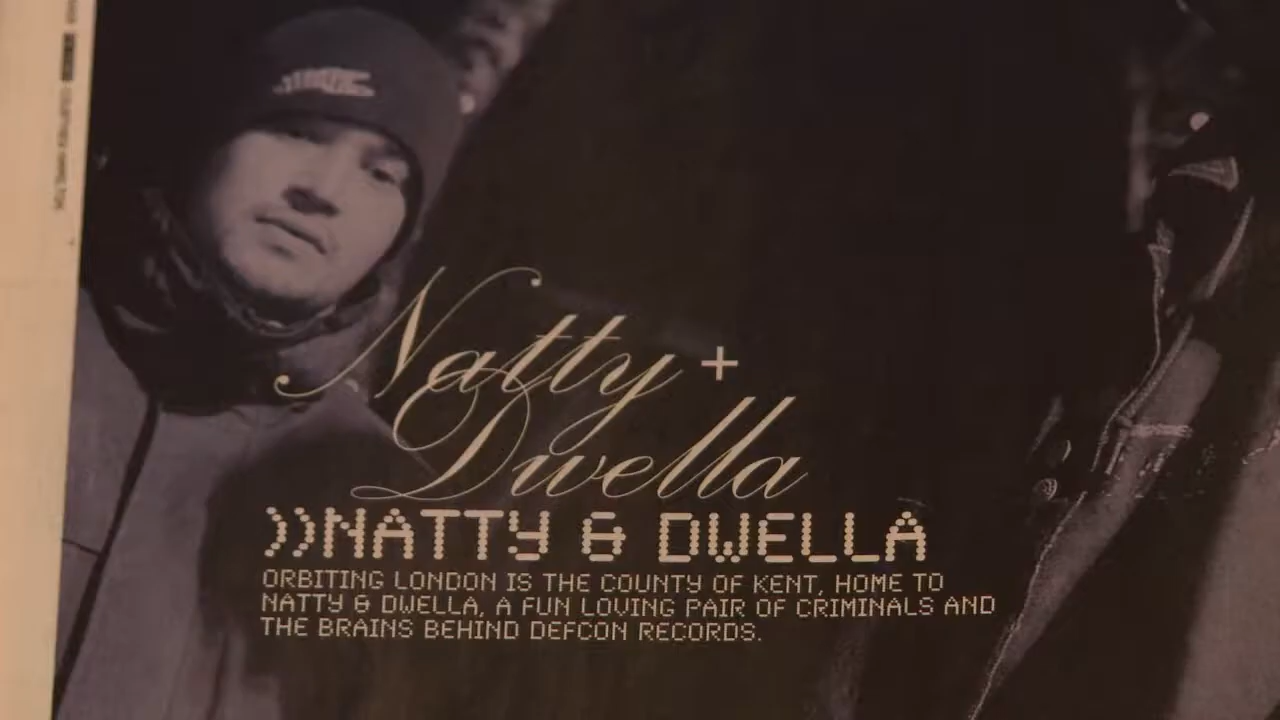 Natty +
Dwella
))NATTY & DWELLA
ORBITING LONDON IS THE COUNTY OF KENT, HOME TO
NATTY & DWELLA, A FUN LOVING PAIR OF CRIMINALS AND
THE BRAINS BEHIND DEFCON RECORDS.